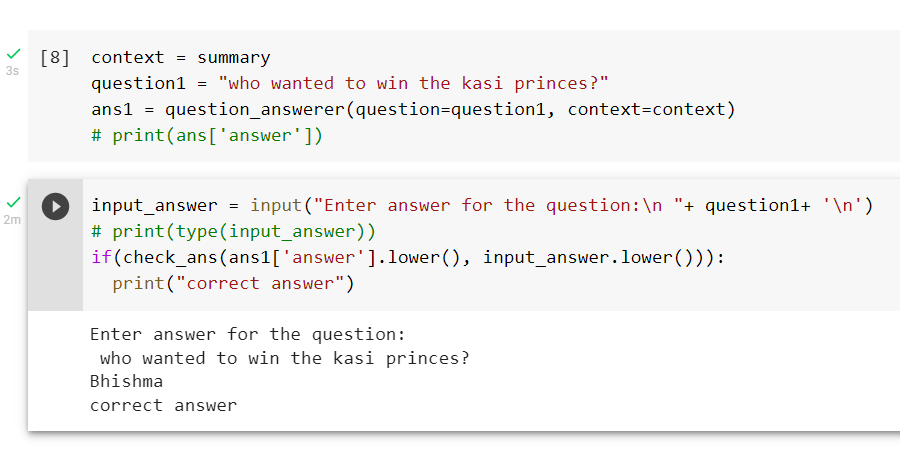 [8] context = summary
3s
question1 = "who wanted to win the kasi princes?"
ans1 = question_answerer(question=question1, context=context)
# print(ans['answer'])
input_answer = input("Enter answer for the question:\n "+ question1+ '\n')
2m
# print(type(input_answer))
if(check_ans(ans1['answer'].lower(), input_answer.lower())):
  print("correct answer")
Enter answer for the question:
 who wanted to win the kasi princes?
Bhishma
correct answer